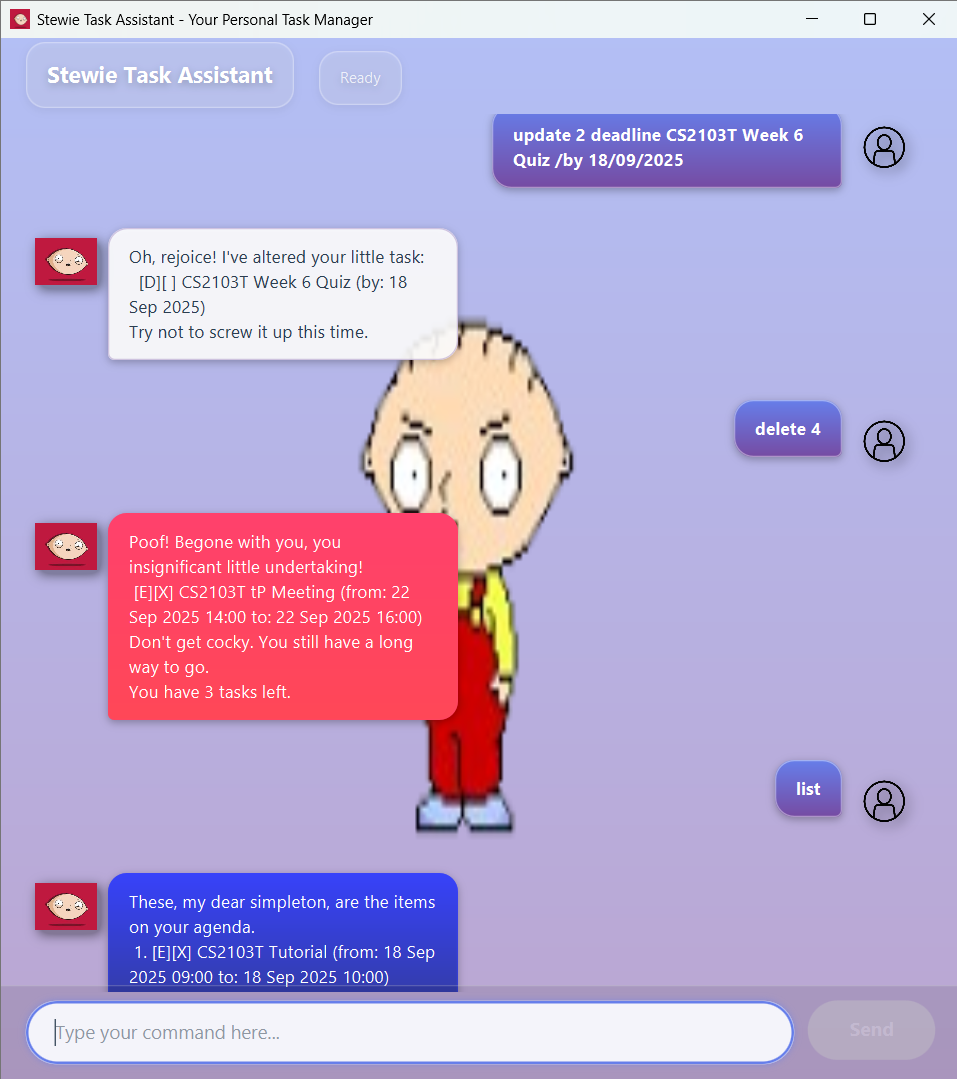 Stewie Task Assistant - Your Personal Task Manager
Stewie Task Assistant
Ready
update 2 deadline CS2103T Week 6
Quiz /by 18/09/2025
Oh, rejoice! I've altered your little task:
[D][ ] CS2103T Week 6 Quiz (by: 18
Sep 2025)
Try not to screw it up this time.
delete 4
Poof! Begone with you, you
insignificant little undertaking!
[E][X] CS2103T tP Meeting (from: 22
Sep 2025 14:00 to: 22 Sep 2025 16:00)
Don't get cocky. You still have a long
way to go.
You have 3 tasks left.
list
These, my dear simpleton, are the items
on your agenda.
1. [E][X] CS2103T Tutorial (from: 18 Sep
2025 09:00 to: 18 Sep 2025 10:00)
Type your command here...
Send